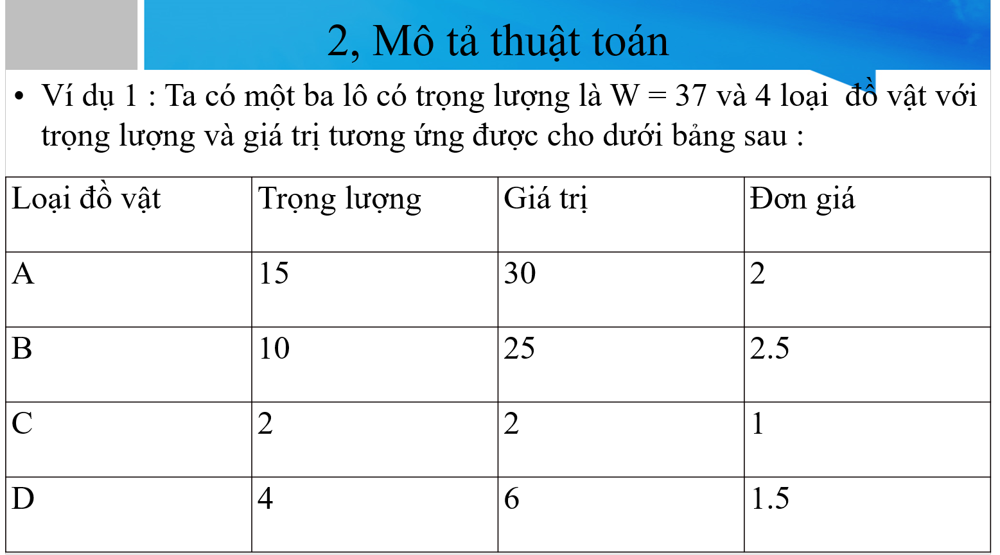 2, Mô tả thuật toán
• Ví dụ 1 : Ta có một ba lô có trọng lượng là W = 37 và 4 loại  đồ vật với
trọng lượng và giá trị tương ứng được cho dưới bảng sau :
Loại đồ vật Trọng lượng Giá trị Đơn giá
A 15 30 2
B 10 25 2.5
C 2 2 1
D 4 6 1.5